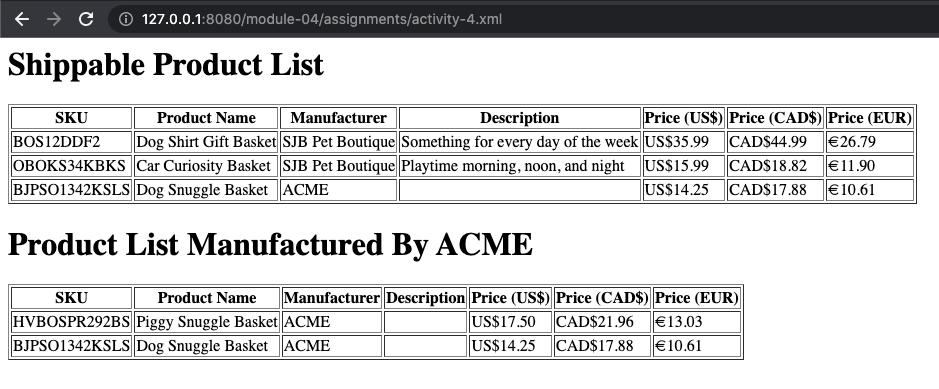 127.0.0.1:8080/module-04/assignments/activity-4.xml
Shippable Product List
SKU Product Name Manufacturer Description Price (US$) Price (CAD$) Price (EUR)
BOS12DDF2 Dog Shirt Gift Basket SJB Pet Boutique Something for every day of the week US$35.99 CAD$44.99 €26.79
OBOKS34KBKS Car Curiosity Basket SJB Pet Boutique Playtime morning, noon, and night US$15.99 CAD$18.82 €11.90
BJPSO1342KSLS Dog Snuggle Basket ACME US$14.25 CAD$17.88 €10.61
Product List Manufactured By ACME
SKU Product Name Manufacturer Description Price (US$) Price (CAD$) Price (EUR)
HVBOSPR292BS Piggy Snuggle Basket ACME US$17.50 CAD$21.96 €13.03
BJPSO1342KSLS Dog Snuggle Basket ACME US$14.25 CAD$17.88 €10.61